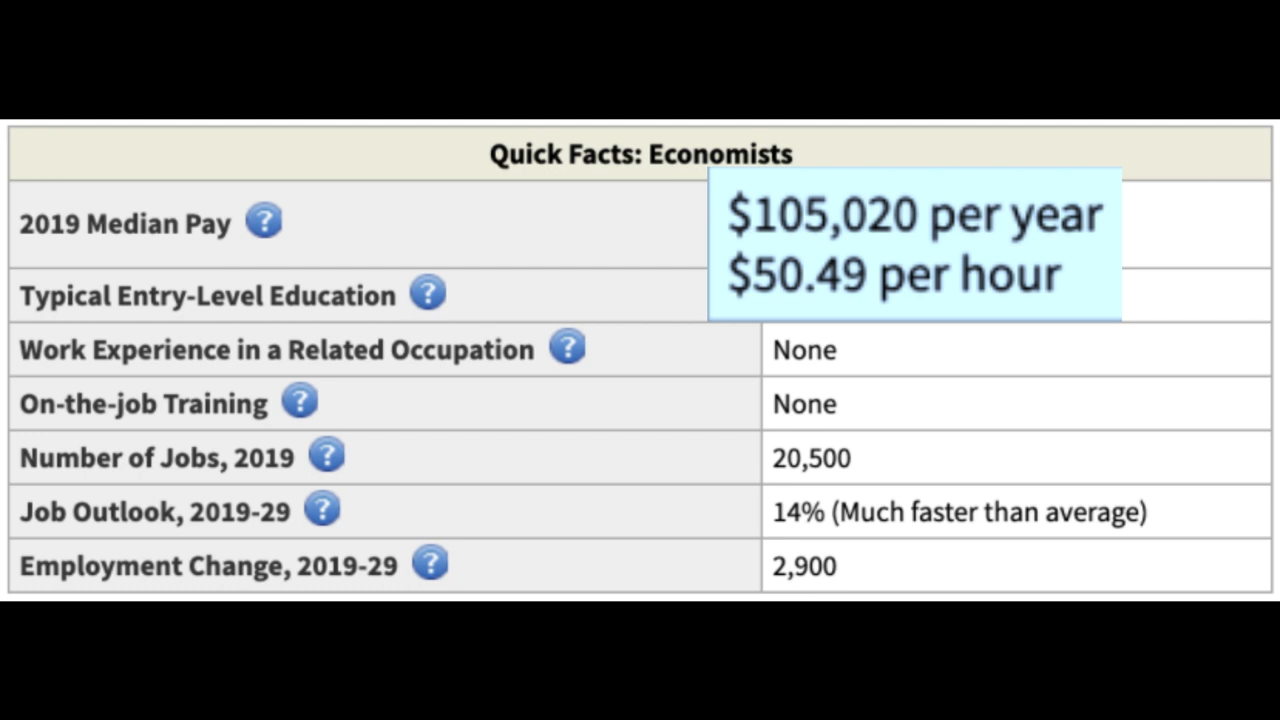 Quick Facts: Economists
2019 Median Pay ? $105,020 per year
$50.49 per hour
Typical Entry-Level Education ?
Work Experience in a Related Occupation ? None
On-the-job Training ? None
Number of Jobs, 2019 ? 20,500
Job Outlook, 2019-29 ? 14% (Much faster than average)
Employment Change, 2019-29 ? 2,900